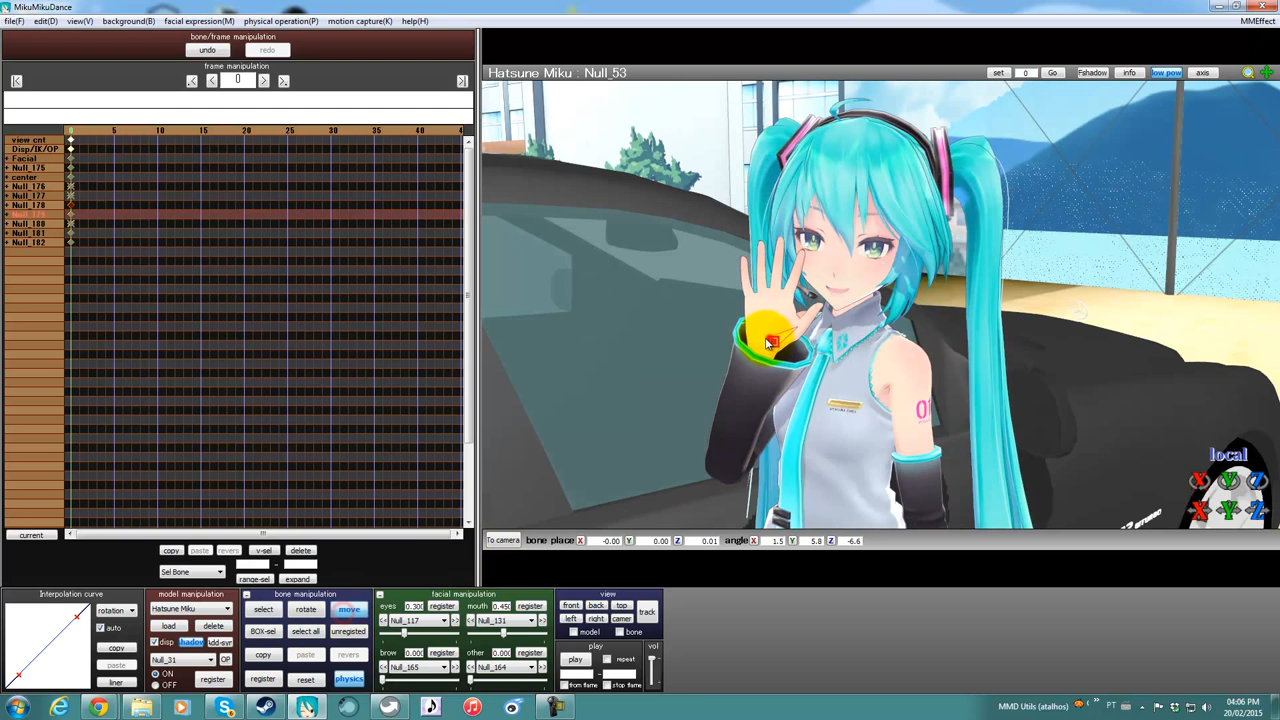 MikuMikuDance
file(F) edit(D) view(V) background(B) facial expression(M) physical operation(P) motion capture(K) help(H) MMEffect
bone/frame manipulation
undo redo
frame manipulation
0
Hatsune Miku : Null_53 set 0 Go Fshadow info low pow axis
0 5 10 15 20 25 30 35 40
view cnt
Disp/IK/OP
+ Facial
+ Null_175
+ center
+ Null_176
+ Null_177
+ Null_178
+ Null_179
+ Null_180
+ Null_181
+ Null_182
01
local
X Y Z
X Y Z
current
To camera bone place X -0.00 Y 0.00 Z 0.01 angle X 1.5 Y 5.8 Z -6.6
copy paste revers v-sel delete
Sel Bone -
range-sel expand
Interpolation curve
rotation
auto
copy
paste
liner
model manipulation
Hatsune Miku
load delete
disp
Null_31 OP
ON
OFF
register
bone manipulation
select rotate move
BOX-sel select all unregisted
copy paste revers
register reset physics
facial manipulation
eyes 0.300 register mouth 0.450 register
<< Null_117 >> << Null_131 >>
brow 0.000 register other 0.000 register
<< Null_165 >> << Null_164 >>
view
front back top
left right camer
track
model bone
play
play repeat
-
from flame stop flame
vol
MMD Utils (atalhos) PT 04:06 PM
20/02/2015